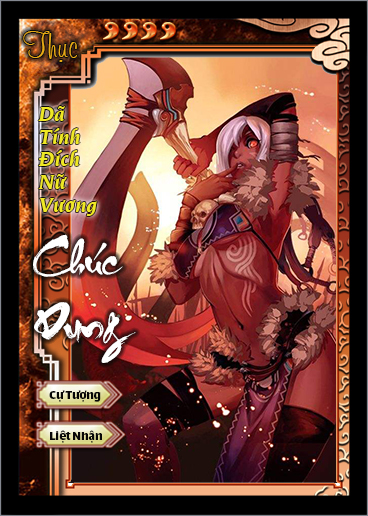 Thục
Dã
Tính
Đích
Nữ
Vương
Chúc
Dung
Cự Tượng
Liệt Nhận